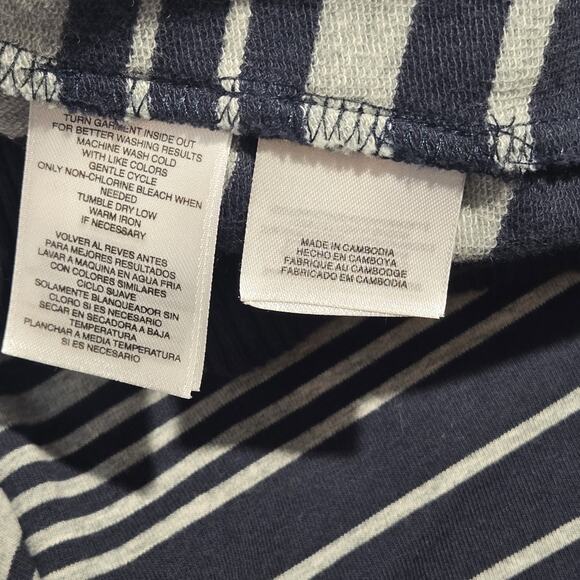 TURN GARMENT INSIDE OUT
FOR BETTER WASHING RESULTS
MACHINE WASH COLD
WITH LIKE COLORS
GENTLE CYCLE
ONLY NON-CHLORINE BLEACH WHEN
NEEDED
TUMBLE DRY LOW
WARM IRON
IF NECESSARY
VOLVER AL REVES ANTES
PARA MEJORES RESULTADOS
LAVAR A MAQUINA EN AGUA FRIA
CON COLORES SIMILARES
CICLO SUAVE
SOLAMENTE BLANQUEADOR SIN
CLORO SI ES NECESARIO
SECAR EN SECADORA A BAJA
TEMPERATURA
PLANCHAR A MEDIA TEMPERATURA
SI ES NECESARIO
MADE IN CAMBODIA
HECHO EN CAMBOYA
FABRIQUE AU CAMBODGE
FABRICADO EM CAMBODIA